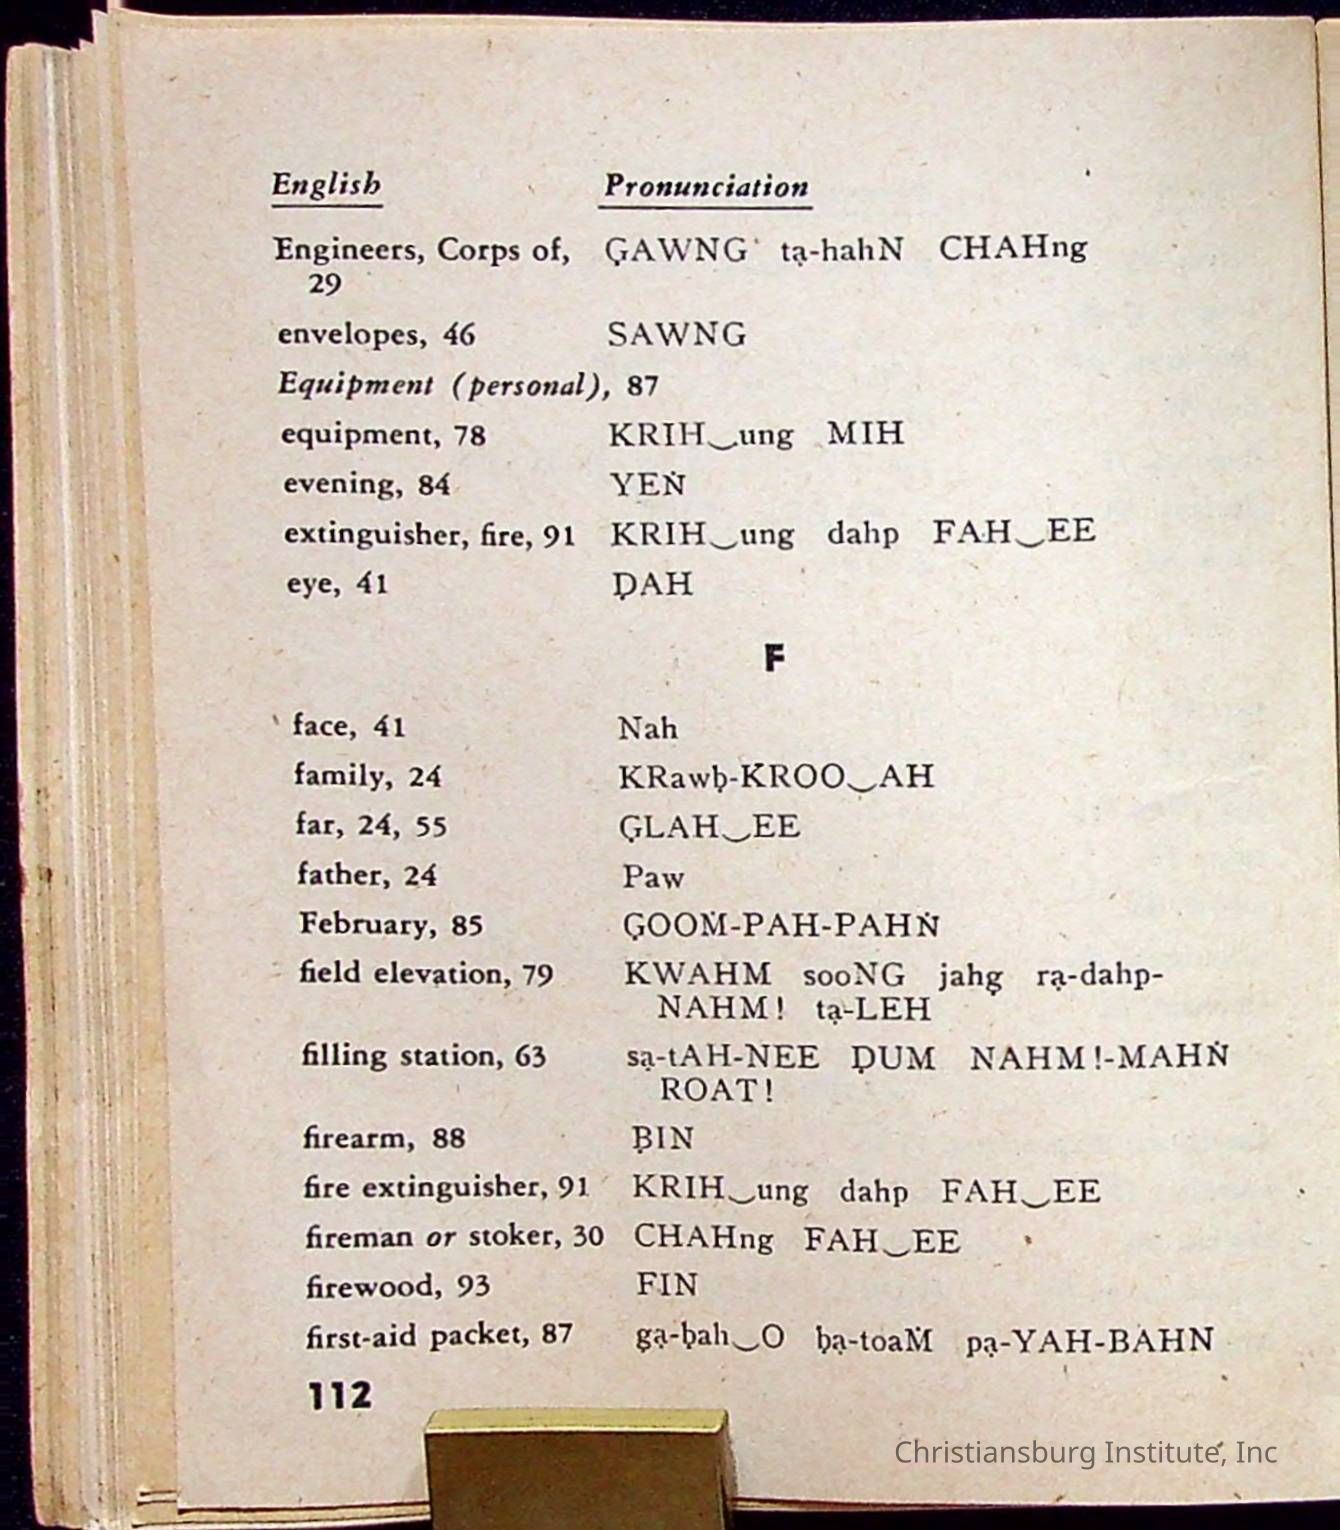 English Pronunciation
Engineers, Corps of, G̣AWNG tạ-hahN CHAHng
29
envelopes, 46 SAWNG
Equipment (personal), 87
equipment, 78 KRIH‿ung MIH
evening, 84 YEṄ
extinguisher, fire, 91 KRIH‿ung dahp FAH‿EE
eye, 41 ḌAH
F
face, 41 Nah
family, 24 KRawḅ-KROO‿AH
far, 24, 55 G̣LAH‿EE
father, 24 Paw
February, 85 G̣OOṀ-PAH-PAHṄ
field elevation, 79 KWAHM sooNG jahg̣ rạ-dahp-
NAHM! tạ-LEH
filling station, 63 sạ-tAH-NEE ḌUM NAHM!-MAHṄ
ROAT!
firearm, 88 ḄIN
fire extinguisher, 91 KRIH‿ung dahp FAH‿EE
fireman or stoker, 30 CHAHng FAH‿EE
firewood, 93 FIN
first-aid packet, 87 g̣ạ-ḅah‿O ḅạ-toaṀ pạ-YAH-BAHN
112
Christiansburg Institute, Inc